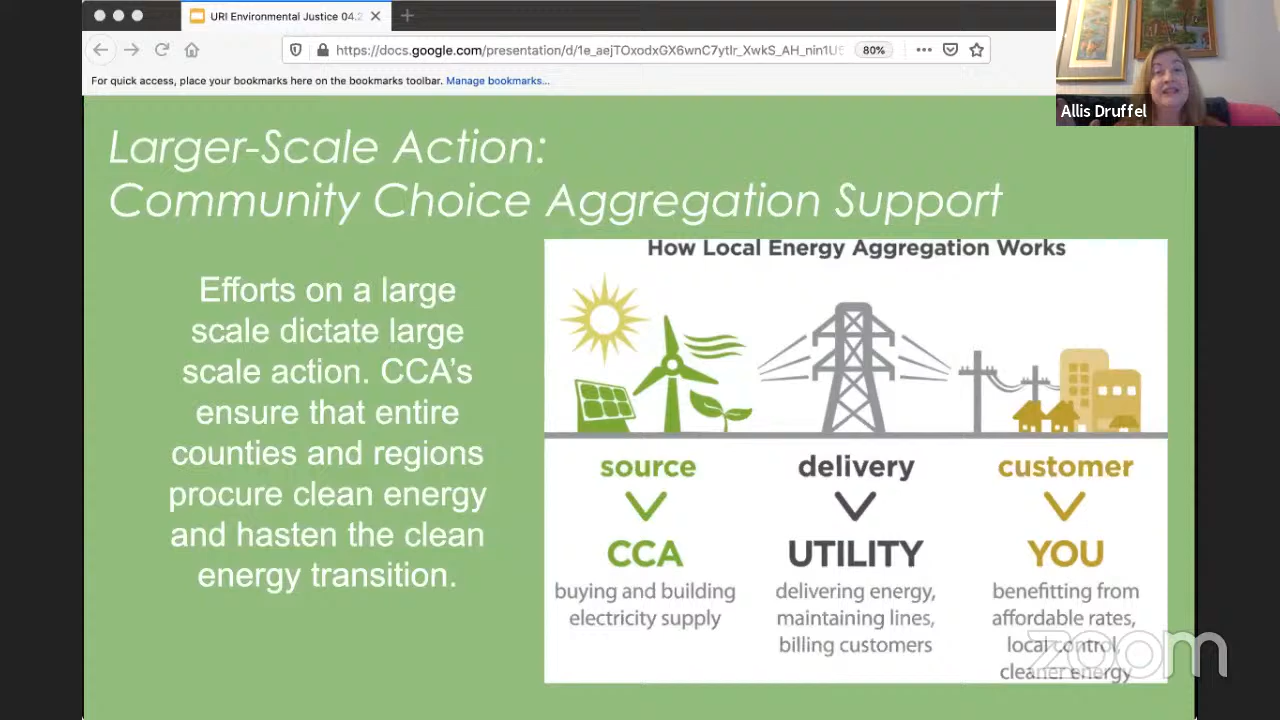 URI Environmental Justice 04.2
https://docs.google.com/presentation/d/1e_aejTOxodxGX6wnC7ytIr_XwkS_AH_nin1U5
80%
For quick access, place your bookmarks here on the bookmarks toolbar. Manage bookmarks...
Allis Druffel
Larger-Scale Action:
Community Choice Aggregation Support
Efforts on a large
scale dictate large
scale action. CCA's
ensure that entire
counties and regions
procure clean energy
and hasten the clean
energy transition.
How Local Energy Aggregation Works
source
CCA
buying and building
electricity supply
delivery
UTILITY
delivering energy,
maintaining lines,
billing customers
customer
YOU
benefitting from
affordable rates,
local control,
cleaner energy
zoom